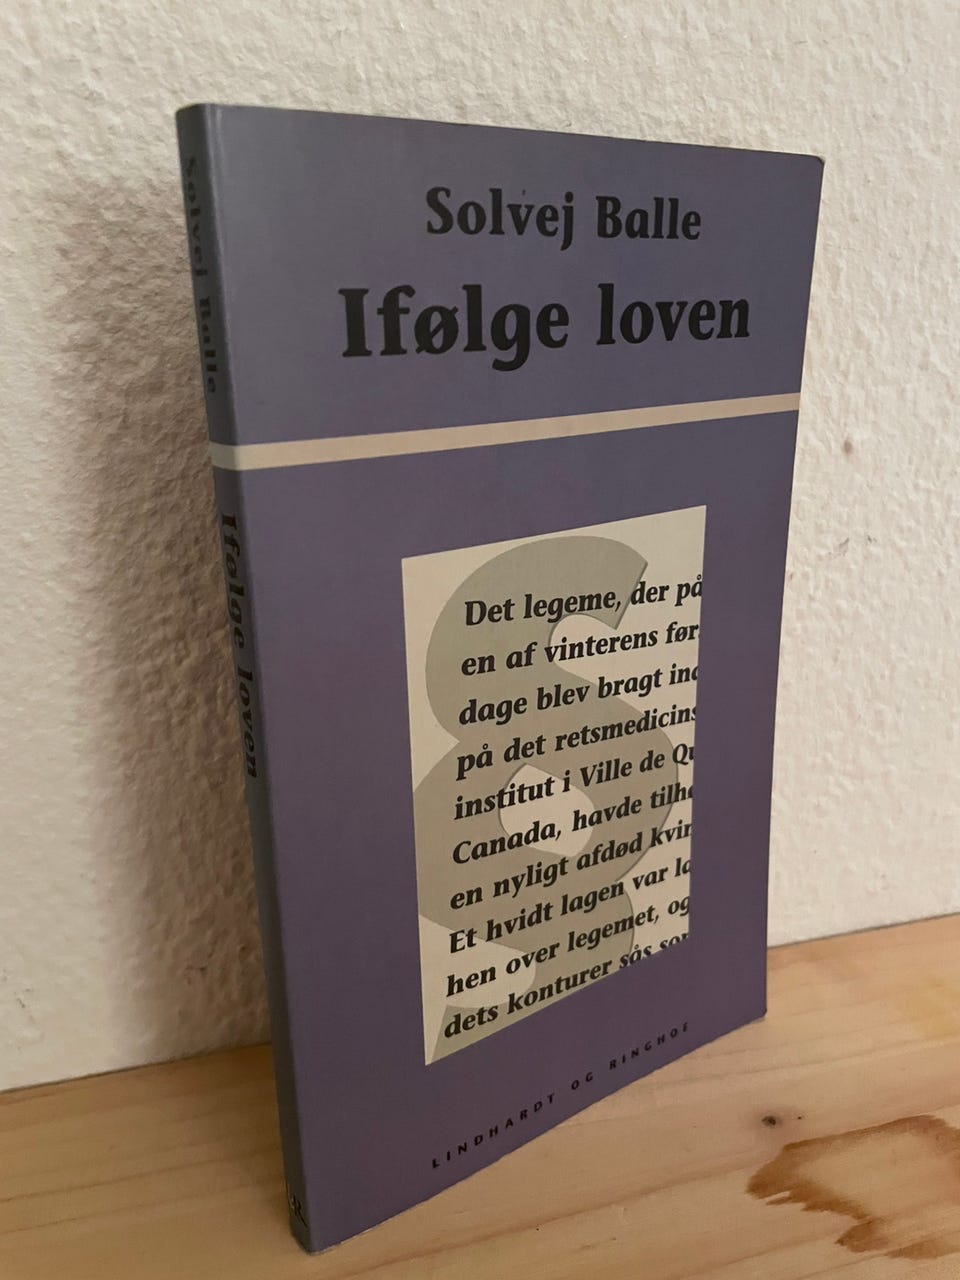 Solvej Balle
Ifølge loven
Det legeme, der på
en af vinterens før
dage blev bragt ind
på det retsmedicins
institut i Ville de Qu
Canada, havde tilhø
en nyligt afdød kvin
Et hvidt lagen var la
hen over legemet, og
dets konturer sås som
LINDHARDT OG RINGHOF
Solvej Balle
Ifølge loven